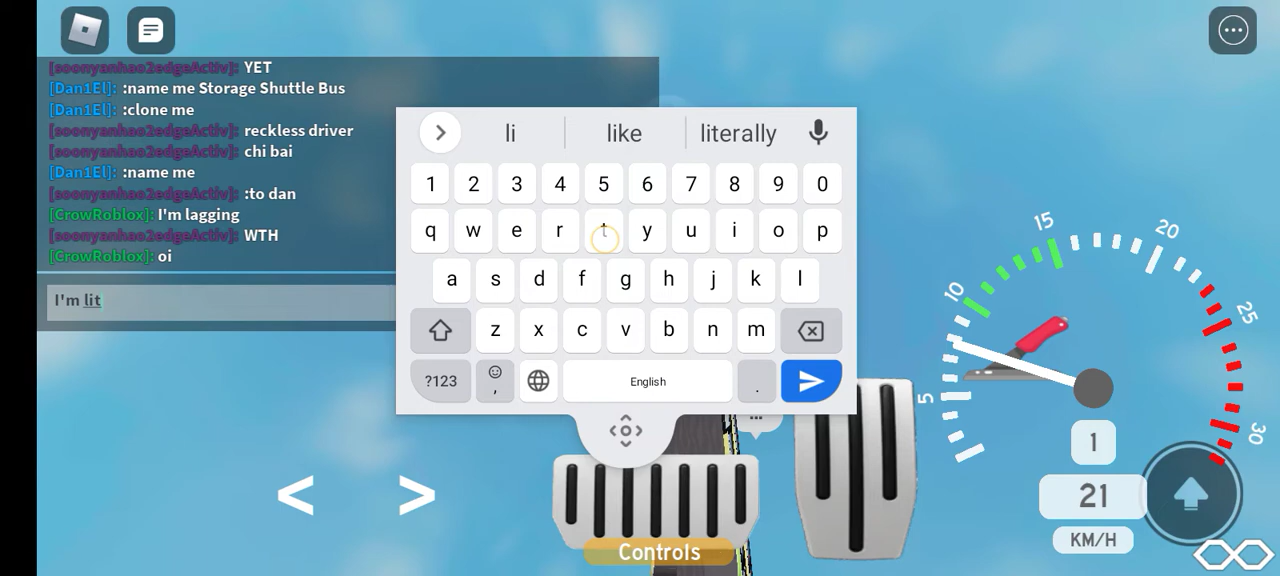 [soonyanhao2edgeActiv]: YET
[Dan1El]: :name me Storage Shuttle Bus
[Dan1El]: :clone me
[soonyanhao2edgeActiv]: reckless driver
[soonyanhao2edgeActiv]: chi bai
[Dan1El]: :name me
[soonyanhao2edgeActiv]: :to dan
[CrowRoblox]: I'm lagging
[soonyanhao2edgeActiv]: WTH
[CrowRoblox]: oi
I'm lit
li like literally
1 2 3 4 5 6 7 8 9 0
q w e r t y u i o p
a s d f g h j k l
z x c v b n m
?123 , English .
< >
Controls
5 10 15 20 25 30
1
21
KM/H